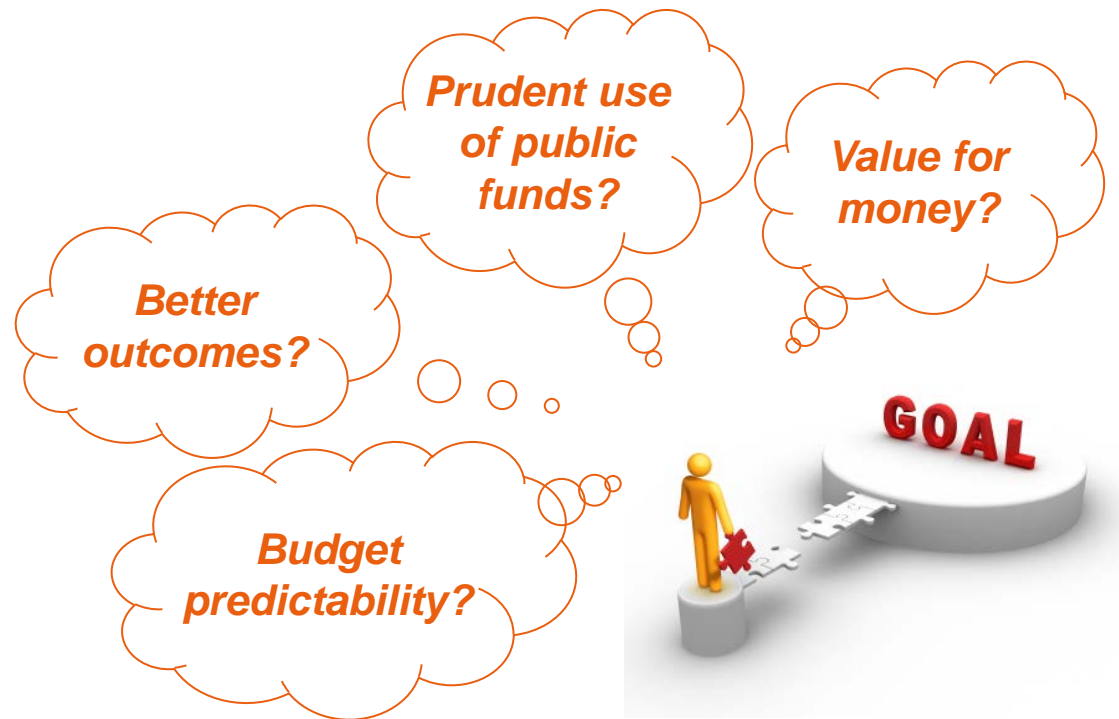 Prudent use
of public
funds?
Value for
money?
Better
outcomes?
Budget
predictability?
GOAL